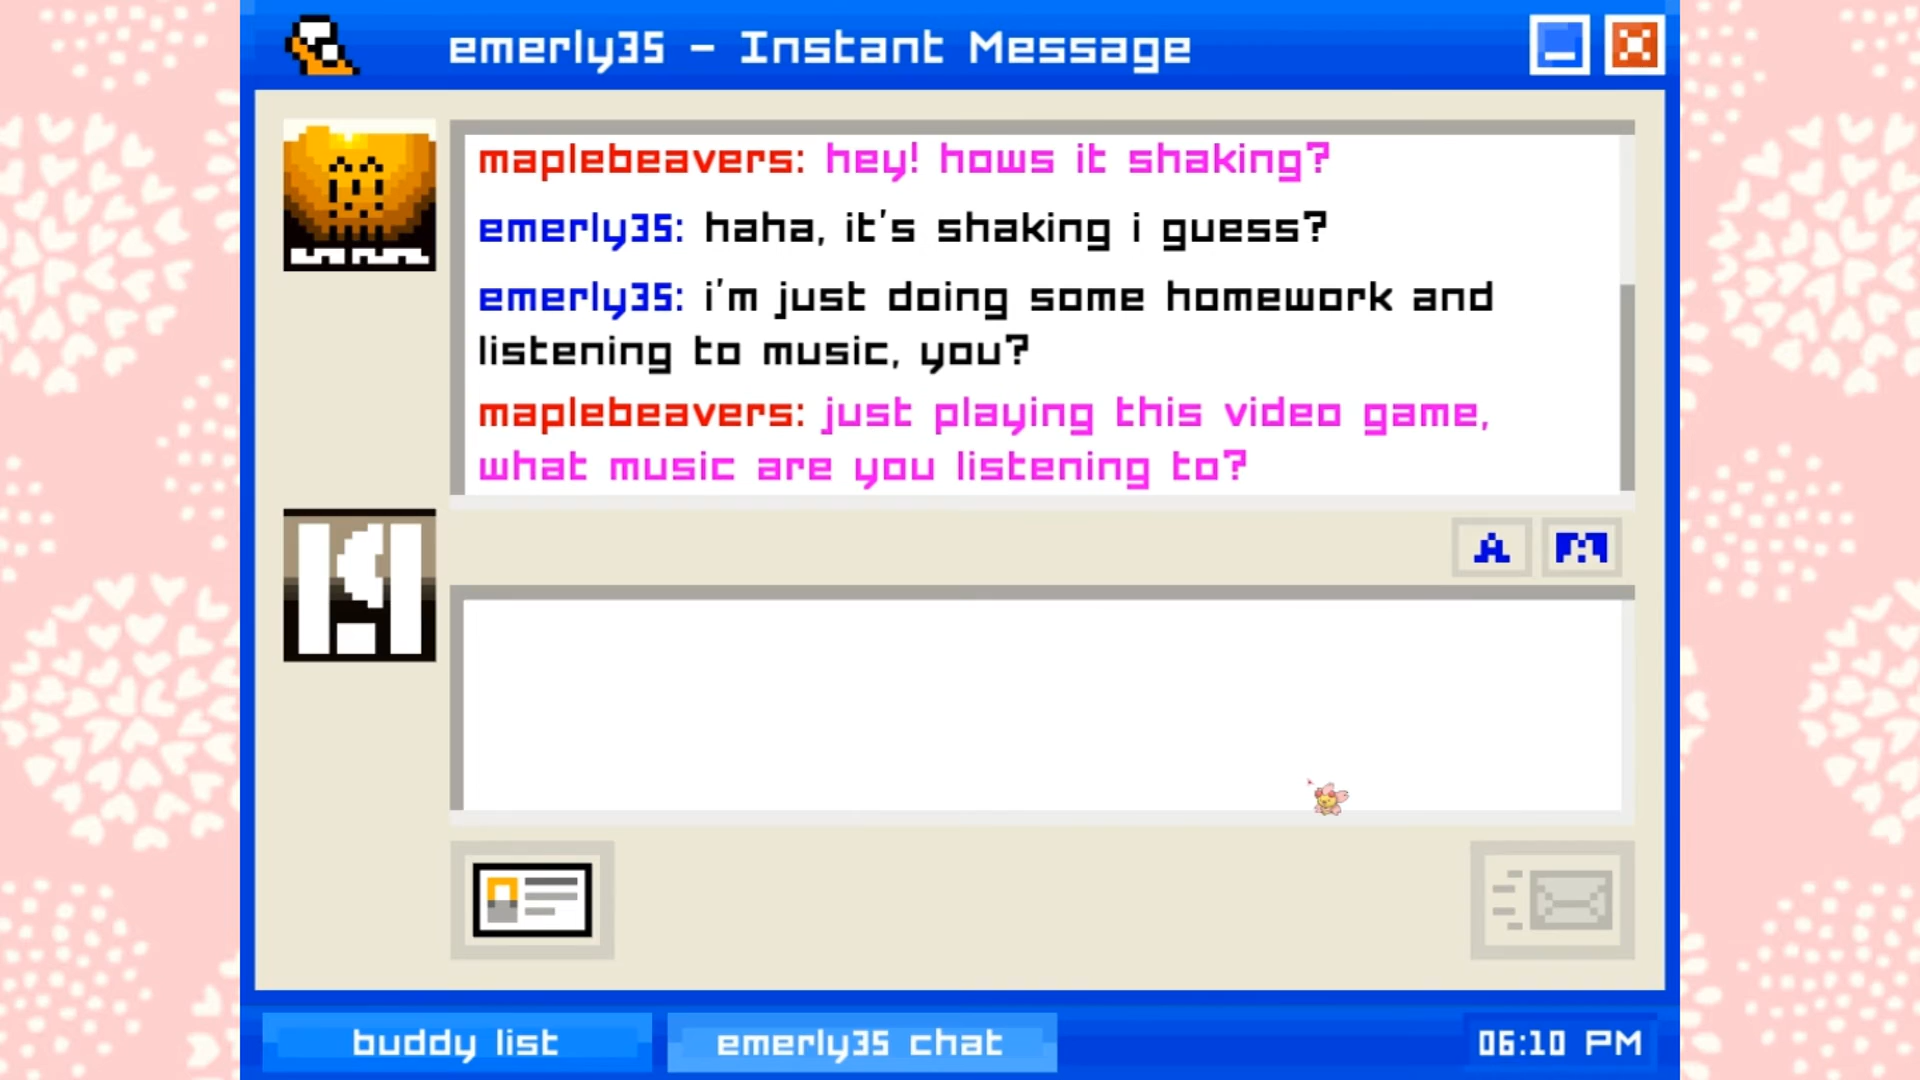 emerly35 - Instant Message
maplebeavers: hey! hows it shaking?
emerly35: haha, it's shaking i guess?
emerly35: i'm just doing some homework and
listening to music, you?
maplebeavers: just playing this video game,
what music are you listening to?
A
buddy list
emerly35 chat
06:10 PM